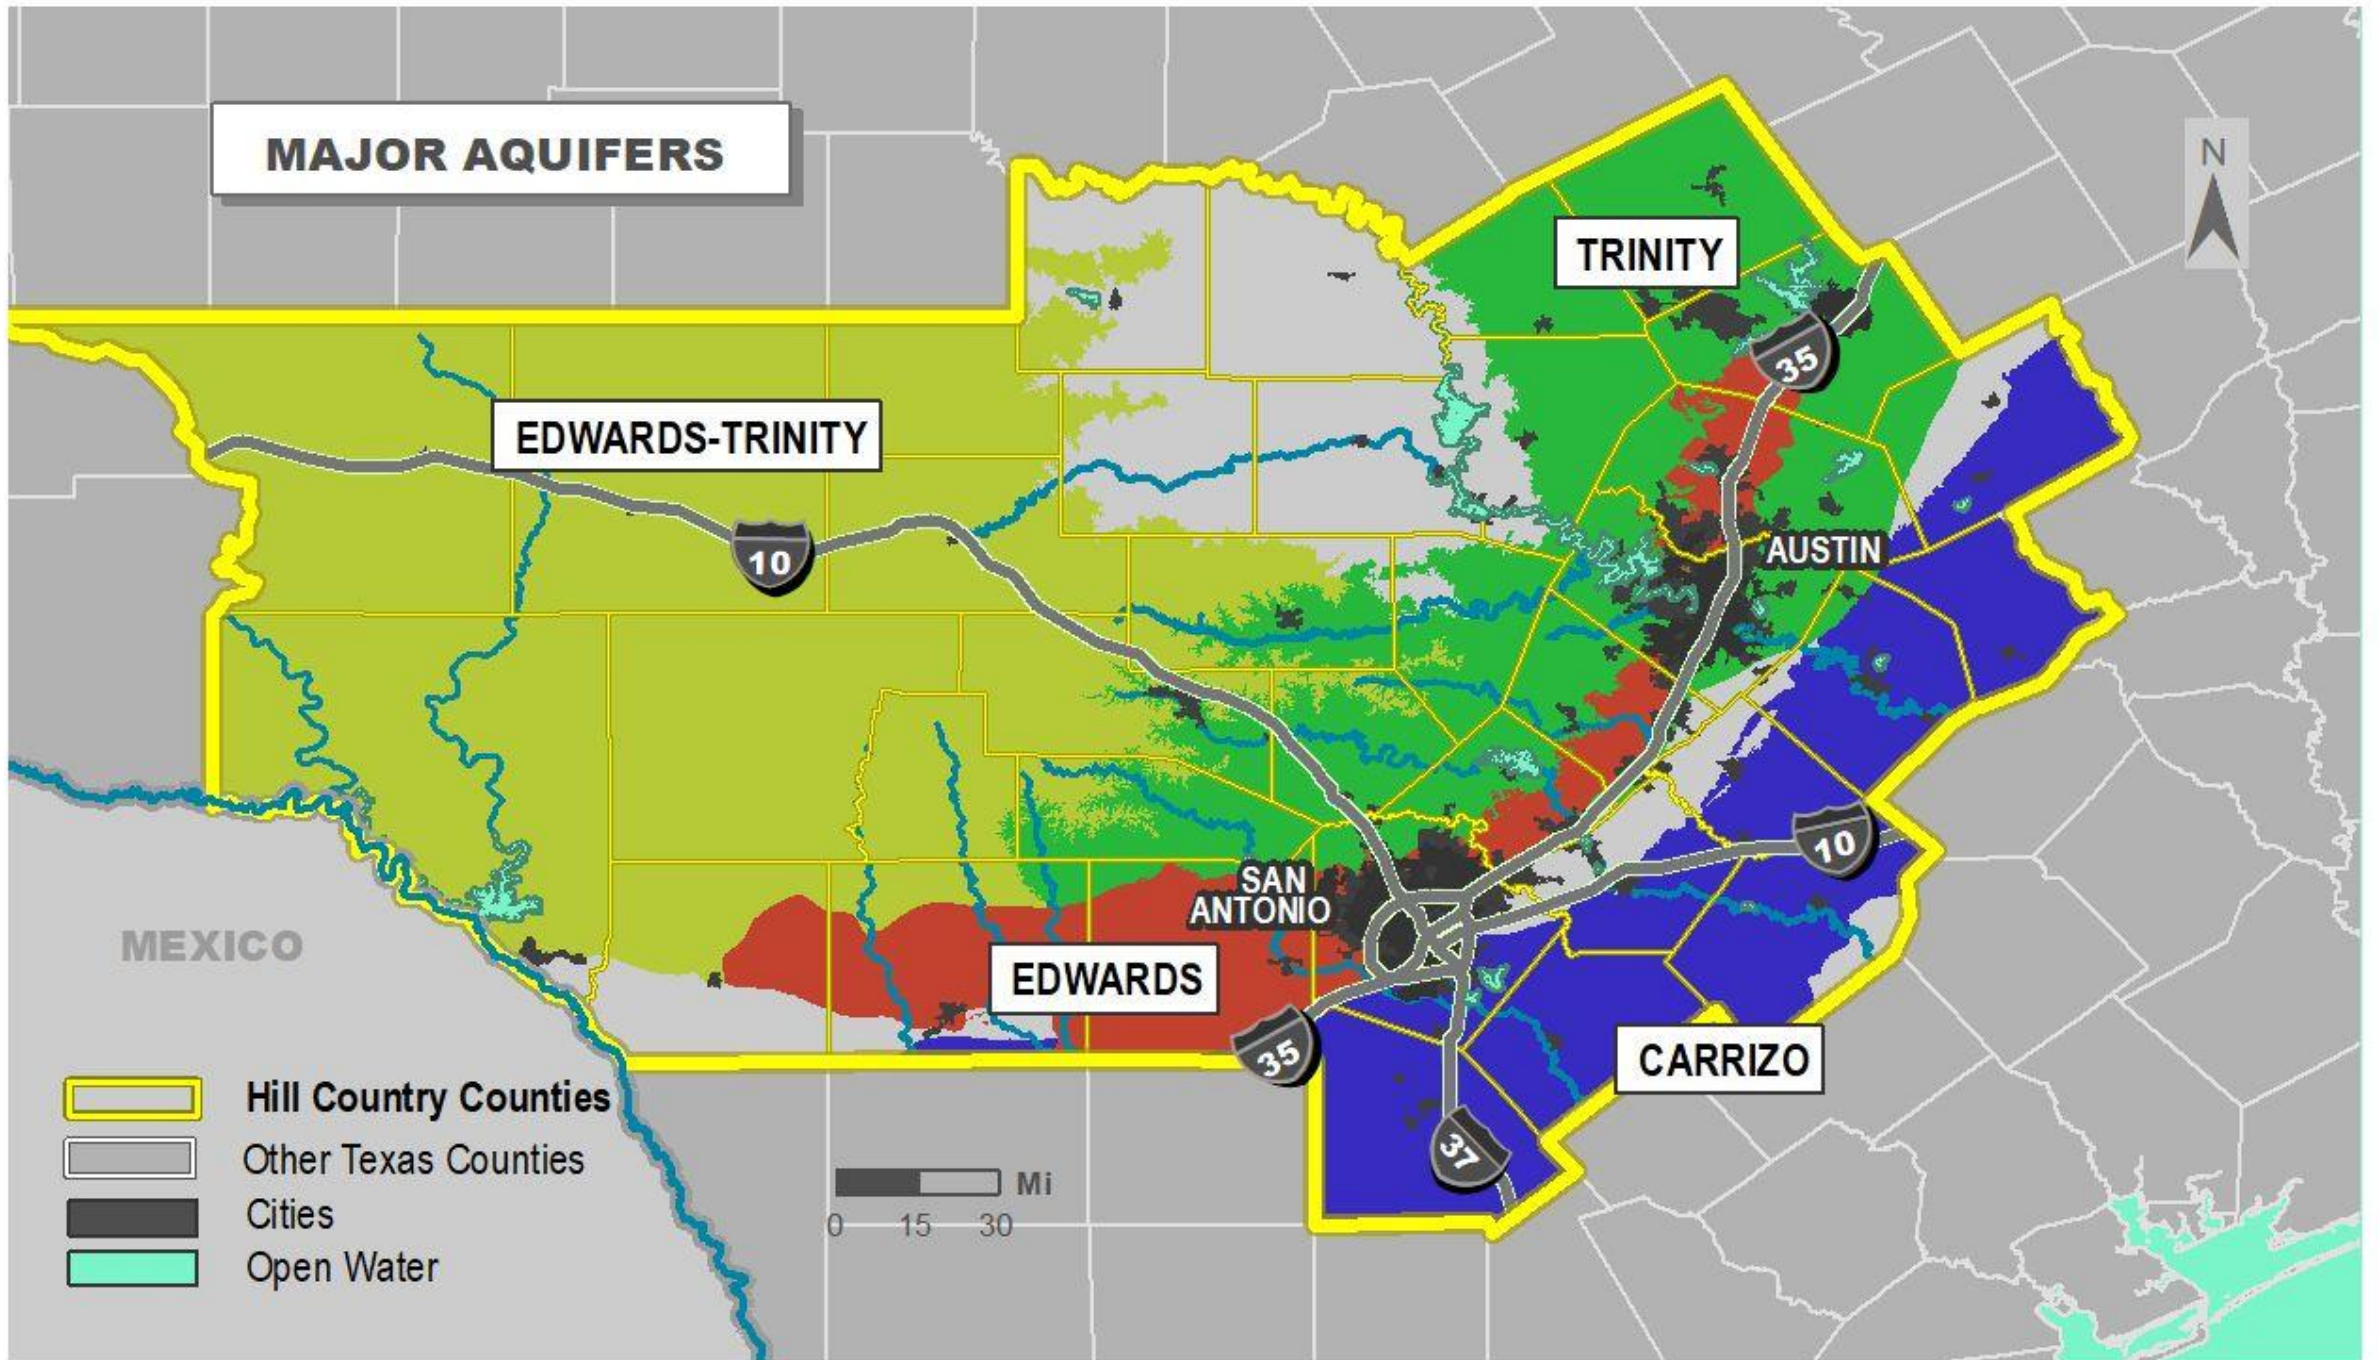 MAJOR AQUIFERS
N
TRINITY
35
EDWARDS-TRINITY
10
AUSTIN
10
SAN
ANTONIO
MEXICO
EDWARDS
35
CARRIZO
37
Hill Country Counties
Other Texas Counties
Cities
Open Water
Mi
0 15 30